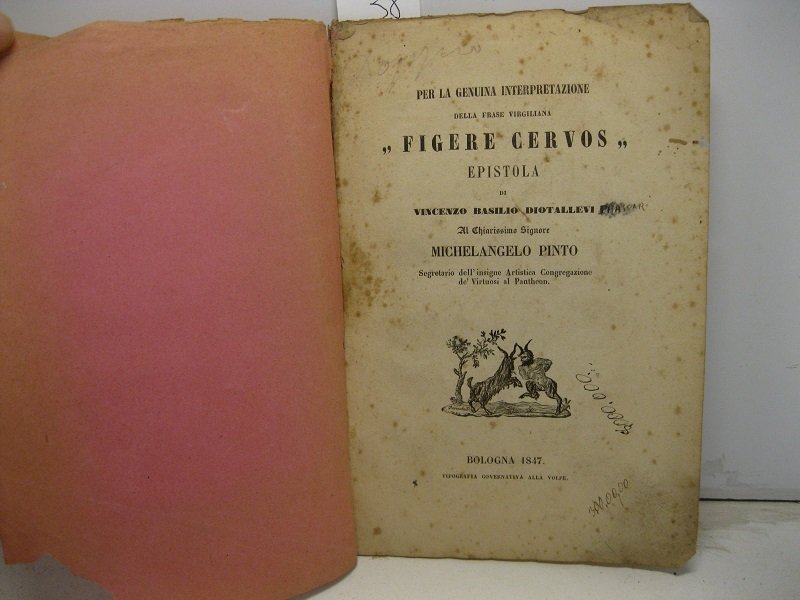 58
PER LA GENUINA INTERPRETAZIONE
DELLA FRASE VIRGILIANA
„ FIGERE CERVOS „
EPISTOLA
DI
VINCENZO BASILIO DIOTALLEVI
Al Chiarissimo Signore
MICHELANGELO PINTO
Segretario dell'insigne Artistica Congregazione
de' Virtuosi al Pantheon.
BOLOGNA 1847.
TIPOGRAFIA GOVERNATIVA ALLA VOLPE.